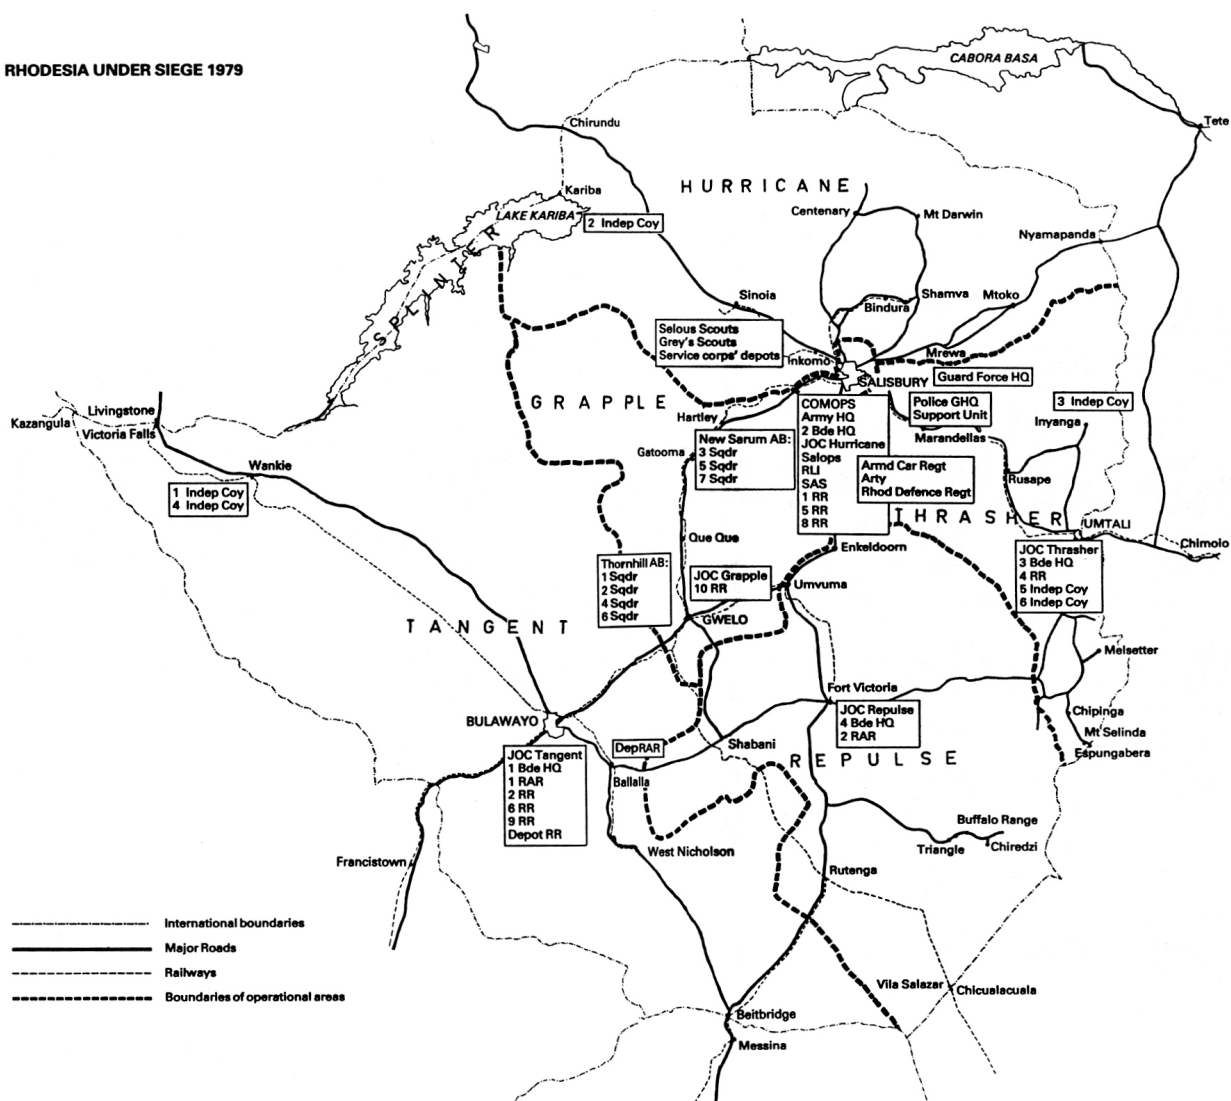 RHODESIA UNDER SIEGE 1979
CABORA BASA
Tete
Chirundu
Kariba
LAKE KARIBA
2 Indep Coy
HURRICANE
Centenary
Mt Darwin
Nyamapanda
SPLINTER
Sinoia
Bindura
Shamva
Mtoko
Selous Scouts
Grey's Scouts
Service corps' depots
Inkomo
Mrewa
SALISBURY
Guard Force HQ
GRAPPLE
Hartley
COMOPS
Army HQ
2 Bde HQ
JOC Hurricane
Salops
RLI
SAS
1 RR
5 RR
8 RR
Police GHQ
Support Unit
Marandellas
3 Indep Coy
Inyanga
Kazangula
Livingstone
Victoria Falls
Wankie
1 Indep Coy
4 Indep Coy
Gatooma
New Sarum AB:
3 Sqdr
5 Sqdr
7 Sqdr
Armd Car Regt
Arty
Rhod Defence Regt
Rusape
THRASHER
UMTALI
Chimoio
Que Que
Enkeldoorn
JOC Thrasher
3 Bde HQ
4 RR
5 Indep Coy
6 Indep Coy
Thornhill AB:
1 Sqdr
2 Sqdr
4 Sqdr
6 Sqdr
JOC Grapple
10 RR
Umvuma
GWELO
TANGENT
Melsetter
Fort Victoria
JOC Repulse
4 Bde HQ
2 RAR
Chipinga
Mt Selinda
Espungabera
BULAWAYO
JOC Tangent
1 Bde HQ
1 RAR
2 RR
6 RR
9 RR
Depot RR
DepRAR
Shabani
REPULSE
Ballalla
West Nicholson
Buffalo Range
Triangle
Chiredzi
Francistown
Rutenga
Vila Salazar
Chicualacuala
Beitbridge
Messina
International boundaries
Major Roads
Railways
Boundaries of operational areas